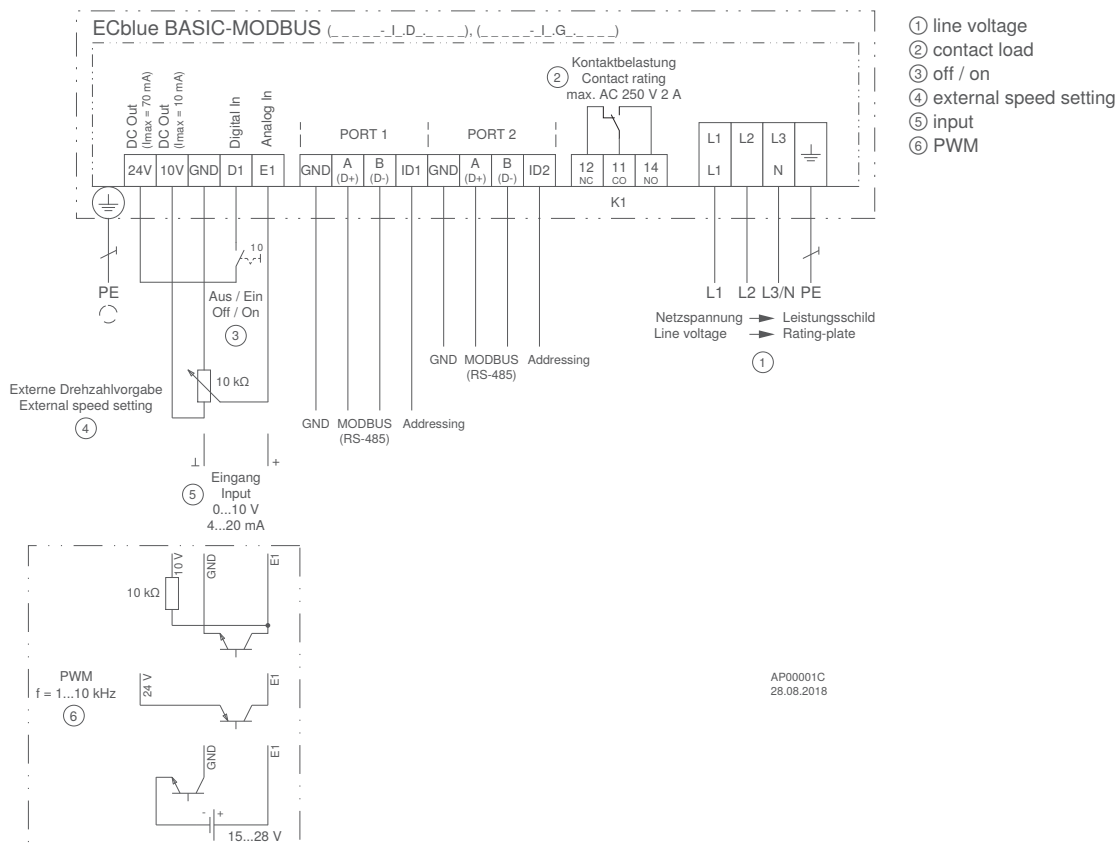 ECblue BASIC-MODBUS (_ _ _ _ _-_I_.D_._ _ _ _), (_ _ _ _ _-_I_.G_._ _ _ _)
① line voltage
② contact load
③ off / on
④ external speed setting
⑤ input
⑥ PWM
DC Out
(Imax = 70 mA)
DC Out
(Imax = 10 mA)
Digital In
Analog In
PORT 1
PORT 2
②
Kontaktbelastung
Contact rating
max. AC 250 V 2 A
24V 10V GND D1 E1
GND A (D+) B (D-) ID1 GND A (D+) B (D-) ID2
12 NC 11 CO 14 NO
K1
L1 L2 L3
L1 N
PE
1 0
Aus / Ein
Off / On
③
L1 L2 L3/N PE
Netzspannung Leistungsschild
Line voltage Rating-plate
①
GND MODBUS Addressing
(RS-485)
10 kΩ
Externe Drehzahlvorgabe
External speed setting
④
GND MODBUS Addressing
(RS-485)
⊥ +
⑤
Eingang
Input
0...10 V
4...20 mA
10 V GND E1
10 kΩ
PWM
f = 1...10 kHz
⑥
24 V E1
GND E1
- +
15...28 V
AP00001C
28.08.2018